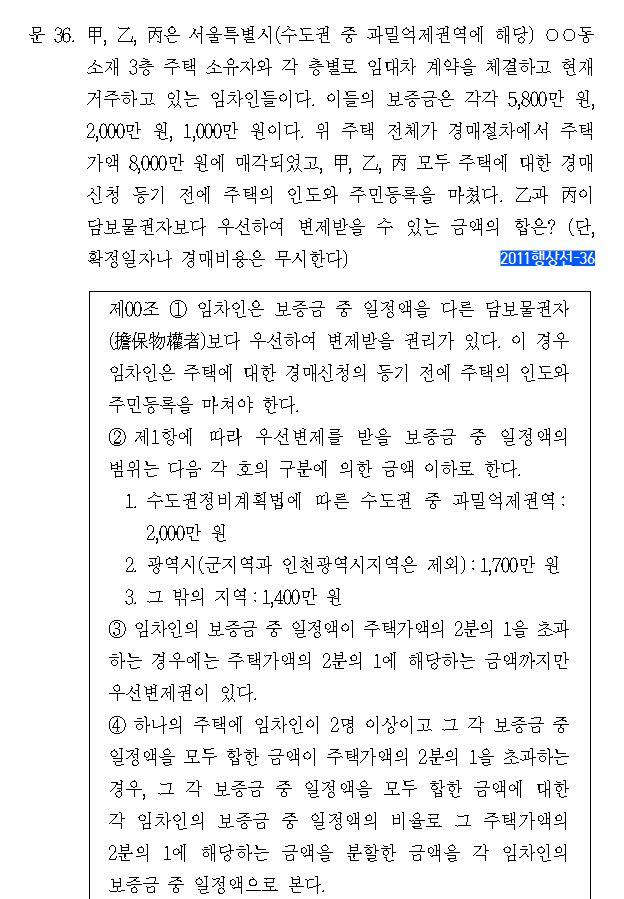 문 36. 甲, 乙, 丙은 서울특별시(수도권 중 과밀억제권역에 해당) ○○동
소재 3층 주택 소유자와 각 층별로 임대차 계약을 체결하고 현재
거주하고 있는 임차인들이다. 이들의 보증금은 각각 5,800만 원,
2,000만 원, 1,000만 원이다. 위 주택 전체가 경매절차에서 주택
가액 8,000만 원에 매각되었고, 甲, 乙, 丙 모두 주택에 대한 경매
신청 등기 전에 주택의 인도와 주민등록을 마쳤다. 乙과 丙이
담보물권자보다 우선하여 변제받을 수 있는 금액의 합은? (단,
확정일자나 경매비용은 무시한다) 2011행상선-36
제00조 ① 임차인은 보증금 중 일정액을 다른 담보물권자
(擔保物權者)보다 우선하여 변제받을 권리가 있다. 이 경우
임차인은 주택에 대한 경매신청의 등기 전에 주택의 인도와
주민등록을 마쳐야 한다.
② 제1항에 따라 우선변제를 받을 보증금 중 일정액의
범위는 다음 각 호의 구분에 의한 금액 이하로 한다.
1. 수도권정비계획법에 따른 수도권 중 과밀억제권역:
2,000만 원
2. 광역시(군지역과 인천광역시지역은 제외): 1,700만 원
3. 그 밖의 지역: 1,400만 원
③ 임차인의 보증금 중 일정액이 주택가액의 2분의 1을 초과
하는 경우에는 주택가액의 2분의 1에 해당하는 금액까지만
우선변제권이 있다.
④ 하나의 주택에 임차인이 2명 이상이고 그 각 보증금 중
일정액을 모두 합한 금액이 주택가액의 2분의 1을 초과하는
경우, 그 각 보증금 중 일정액을 모두 합한 금액에 대한
각 임차인의 보증금 중 일정액의 비율로 그 주택가액의
2분의 1에 해당하는 금액을 분할한 금액을 각 임차인의
보증금 중 일정액으로 본다.